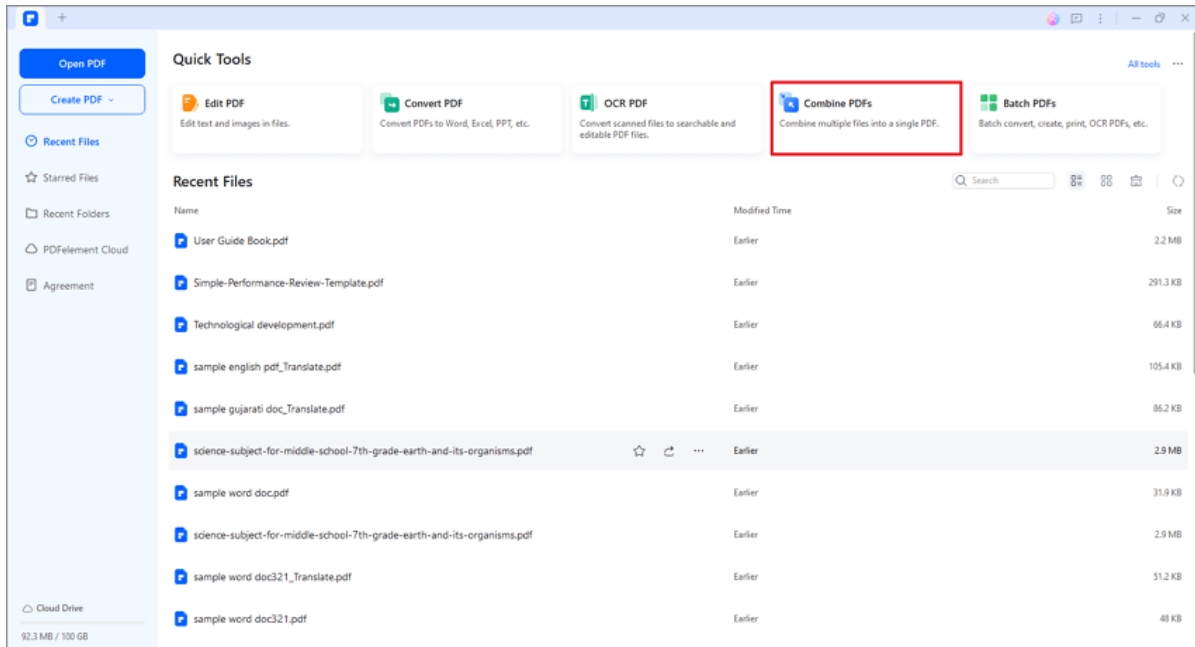 Open PDF
Create PDF
Recent Files
Starred Files
Recent Folders
PDFelement Cloud
Agreement
Cloud Drive
92.3 MB / 100 GB
Quick Tools
All tools
Edit PDF
Edit text and images in files.
Convert PDF
Convert PDFs to Word, Excel, PPT, etc.
OCR PDF
Convert scanned files to searchable and
editable PDF files.
Combine PDFs
Combine multiple files into a single PDF.
Batch PDFs
Batch convert, create, print, OCR PDFs, etc.
Recent Files
Search
Name Modified Time Size
User Guide Book.pdf Earlier 2.2 MB
Simple-Performance-Review-Template.pdf Earlier 291.3 KB
Technological development.pdf Earlier 66.4 KB
sample english pdf_Translate.pdf Earlier 105.4 KB
sample gujarati doc_Translate.pdf Earlier 86.2 KB
science-subject-for-middle-school-7th-grade-earth-and-its-organisms.pdf Earlier 2.9 MB
sample word doc.pdf Earlier 31.9 KB
science-subject-for-middle-school-7th-grade-earth-and-its-organisms.pdf Earlier 2.9 MB
sample word doc321_Translate.pdf Earlier 51.2 KB
sample word doc321.pdf Earlier 48 KB